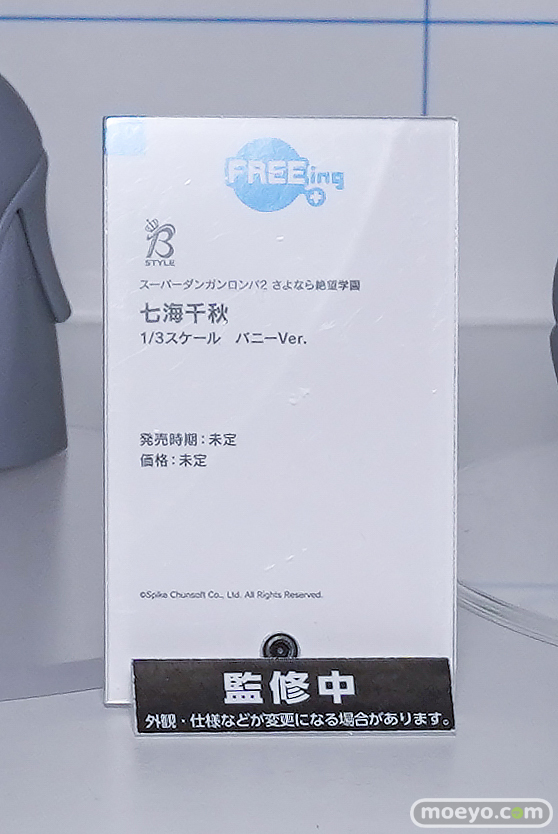 FREEing
B
STYLE
スーパーダンガンロンパ2 さよなら絶望学園
七海千秋
1/3スケール　バニーVer.
発売時期：未定
価格：未定
©Spike Chunsoft Co., Ltd. All Rights Reserved.
監修中
外観・仕様などが変更になる場合があります。
moeyo.com